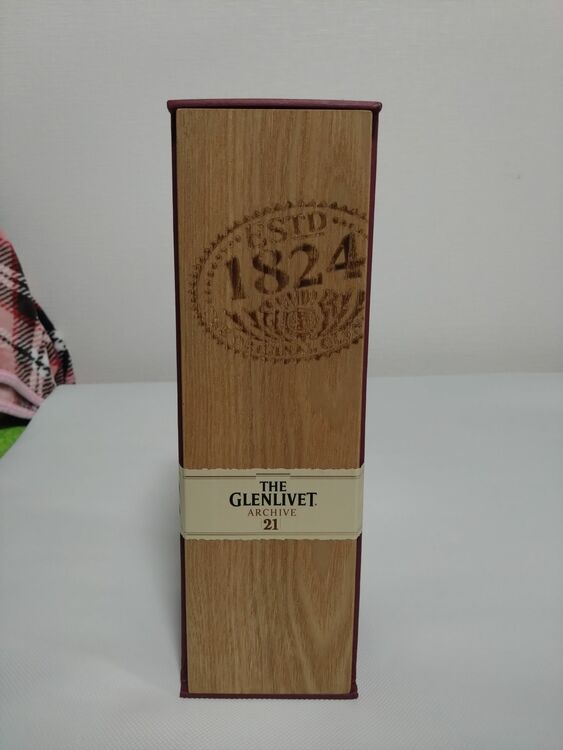 ESTD
1824
THE
GLENLIVET.
ARCHIVE
21